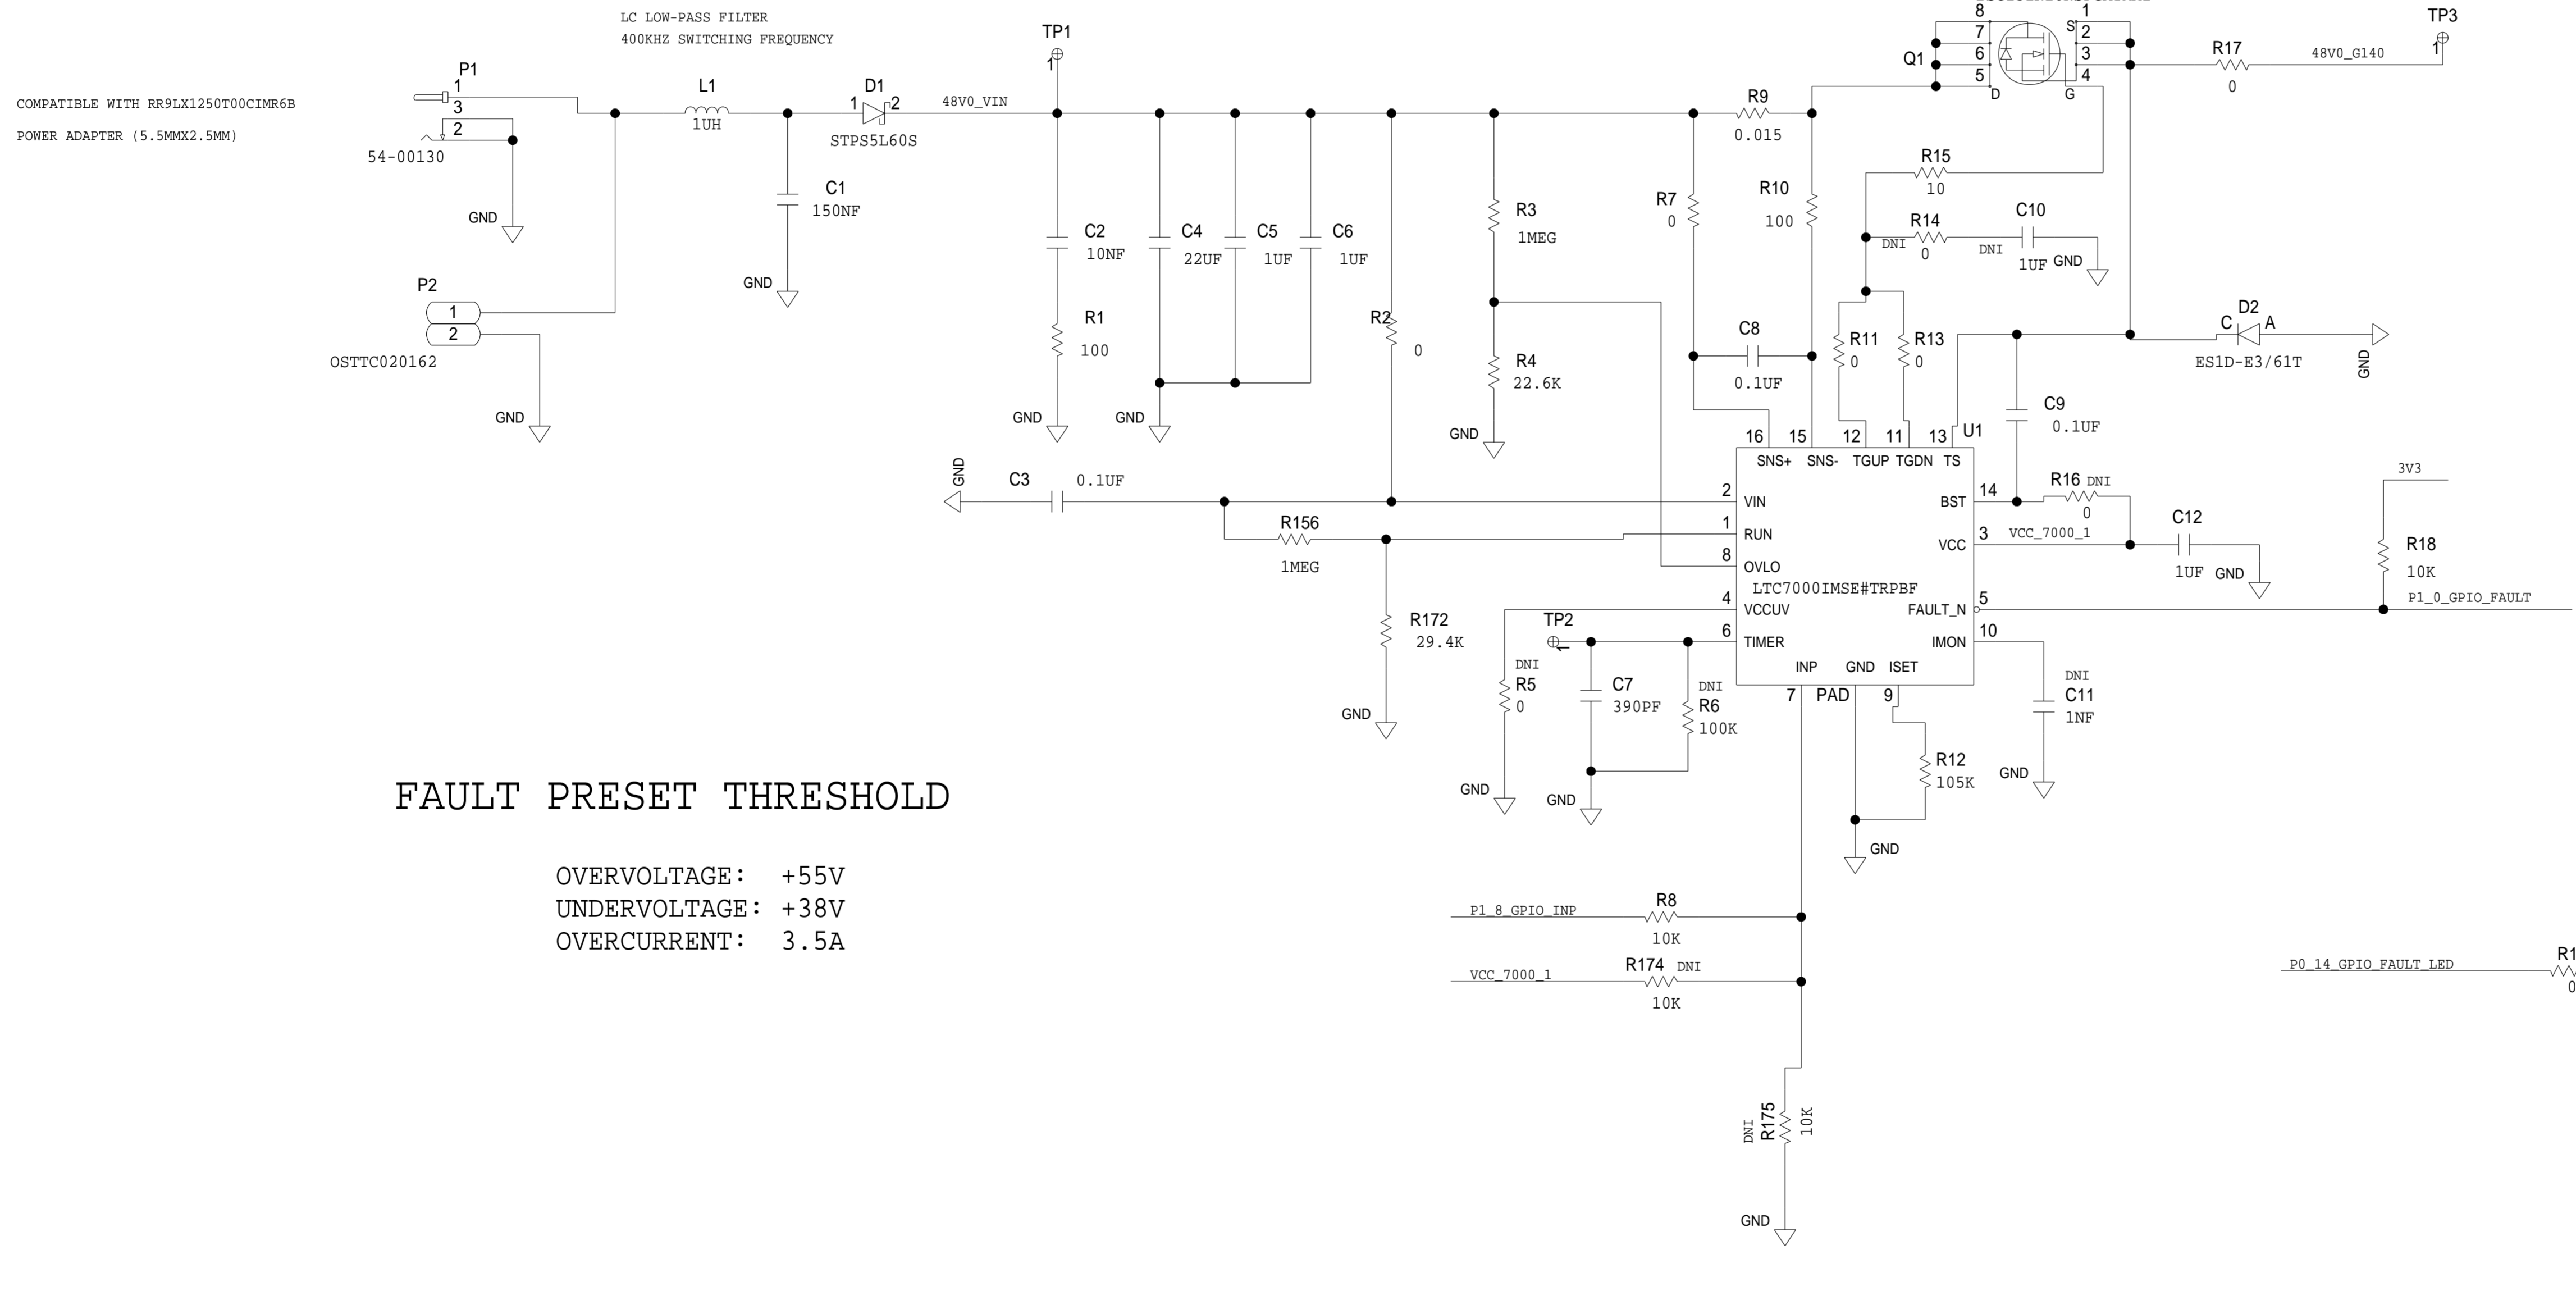 LC LOW-PASS FILTER
400KHZ SWITCHING FREQUENCY
COMPATIBLE WITH RR9LX1250T00CIMR6B
POWER ADAPTER (5.5MMX2.5MM)
P1
1
3
2
54-00130
GND
P2
1
2
OSTTC020162
GND
L1
1UH
C1
150NF
GND
D1
1 2
STPS5L60S
48V0_VIN
TP1
1
C2
10NF
R1
100
GND
C4
22UF
C5
1UF
C6
1UF
GND
R2
0
R3
1MEG
R4
22.6K
GND
R7
0
R9
0.015
R10
100
C8
0.1UF
Q1
8
7
6
5
D
1
2
3
4
S
G
R17
0
48V0_G140
TP3
1
R15
10
R14
DNI
0
C10
DNI
1UF
GND
R11
0
R13
0
D2
C A
ES1D-E3/61T
GND
C9
0.1UF
GND
C3
0.1UF
R156
1MEG
R172
29.4K
GND
16 15 12 11 13 U1
SNS+ SNS- TGUP TGDN TS
2 VIN
1 RUN
8 OVLO
LTC7000IMSE#TRPBF
4 VCCUV
6 TIMER
BST 14
VCC 3
FAULT_N 5
IMON 10
INP GND ISET
7 PAD 9
R16 DNI
0
VCC_7000_1
C12
1UF GND
3V3
R18
10K
P1_0_GPIO_FAULT
TP2
1
DNI
R5
0
GND
C7
390PF
DNI
R6
100K
GND
R12
105K
GND
DNI
C11
1NF
GND
FAULT PRESET THRESHOLD
OVERVOLTAGE: +55V
UNDERVOLTAGE: +38V
OVERCURRENT: 3.5A
P1_8_GPIO_INP
R8
10K
VCC_7000_1
R174 DNI
10K
DNI
R175
10K
GND
P0_14_GPIO_FAULT_LED
0